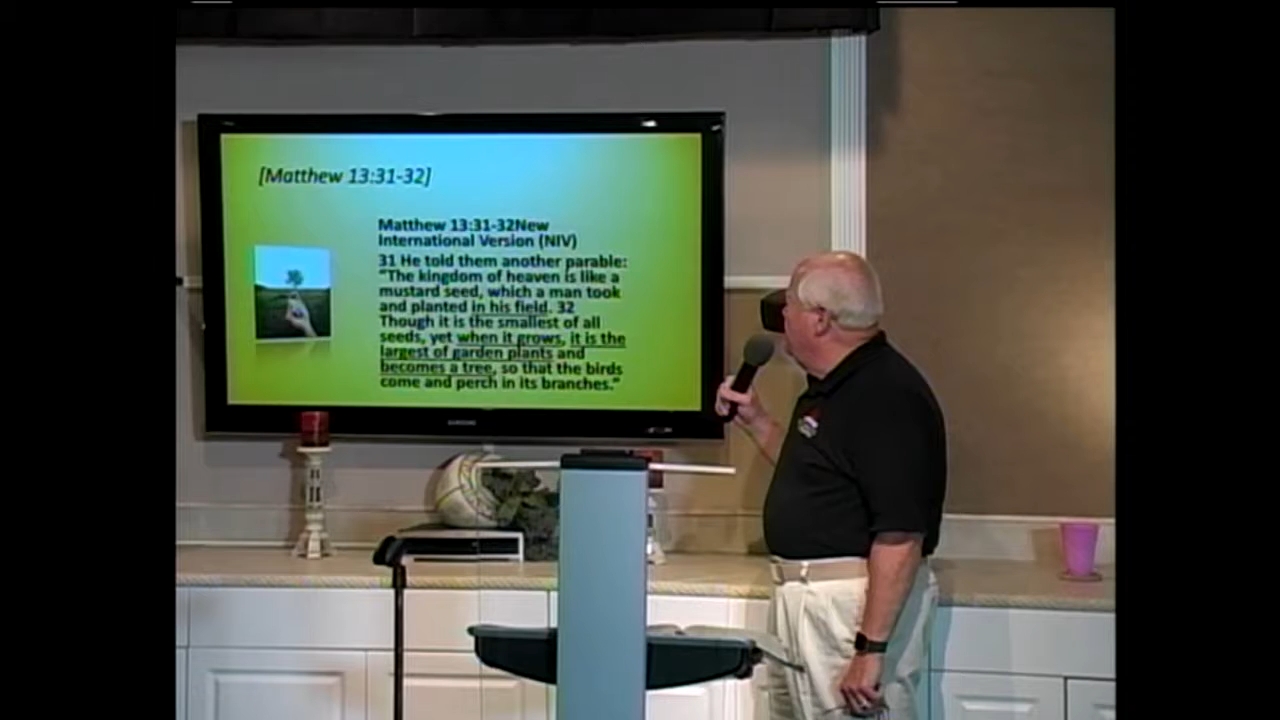 [Matthew 13:31-32]
Matthew 13:31-32New
International Version (NIV)
31 He told them another parable:
“The kingdom of heaven is like a
mustard seed, which a man took
and planted in his field. 32
Though it is the smallest of all
seeds, yet when it grows, it is the
largest of garden plants and
becomes a tree, so that the birds
come and perch in its branches.”
SAMSUNG